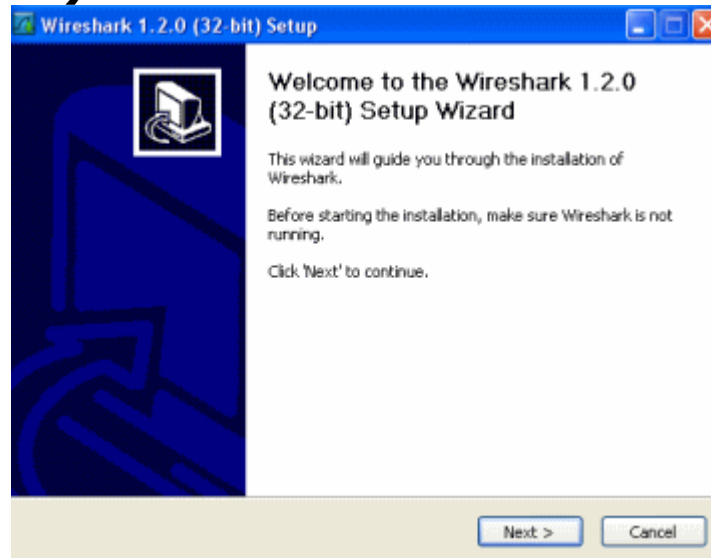 Wireshark 1.2.0 (32-bit) Setup
Welcome to the Wireshark 1.2.0
(32-bit) Setup Wizard
This wizard will guide you through the installation of
Wireshark.
Before starting the installation, make sure Wireshark is not
running.
Click 'Next' to continue.
Next >
Cancel